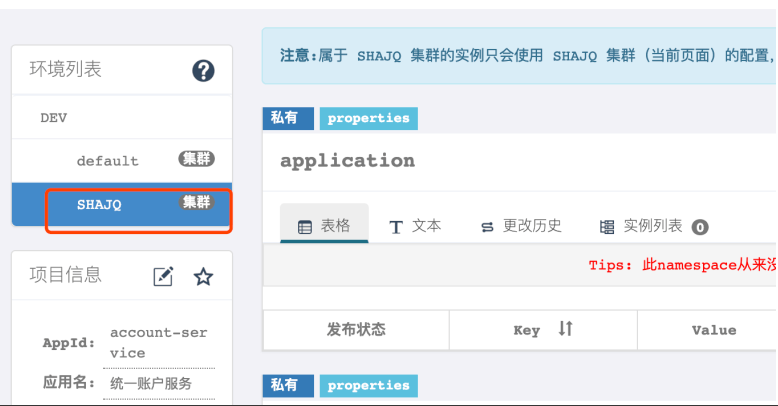 注意:属于 SHAJQ 集群的实例只会使用 SHAJQ 集群（当前页面）的配置,
环境列表
DEV
default 集群
SHAJQ 集群
私有 properties
application
表格 文本 更改历史 实例列表 0
Tips: 此namespace从来没
发布状态 Key Value
项目信息
AppId: account-ser
vice
应用名: 统一账户服务
私有 properties